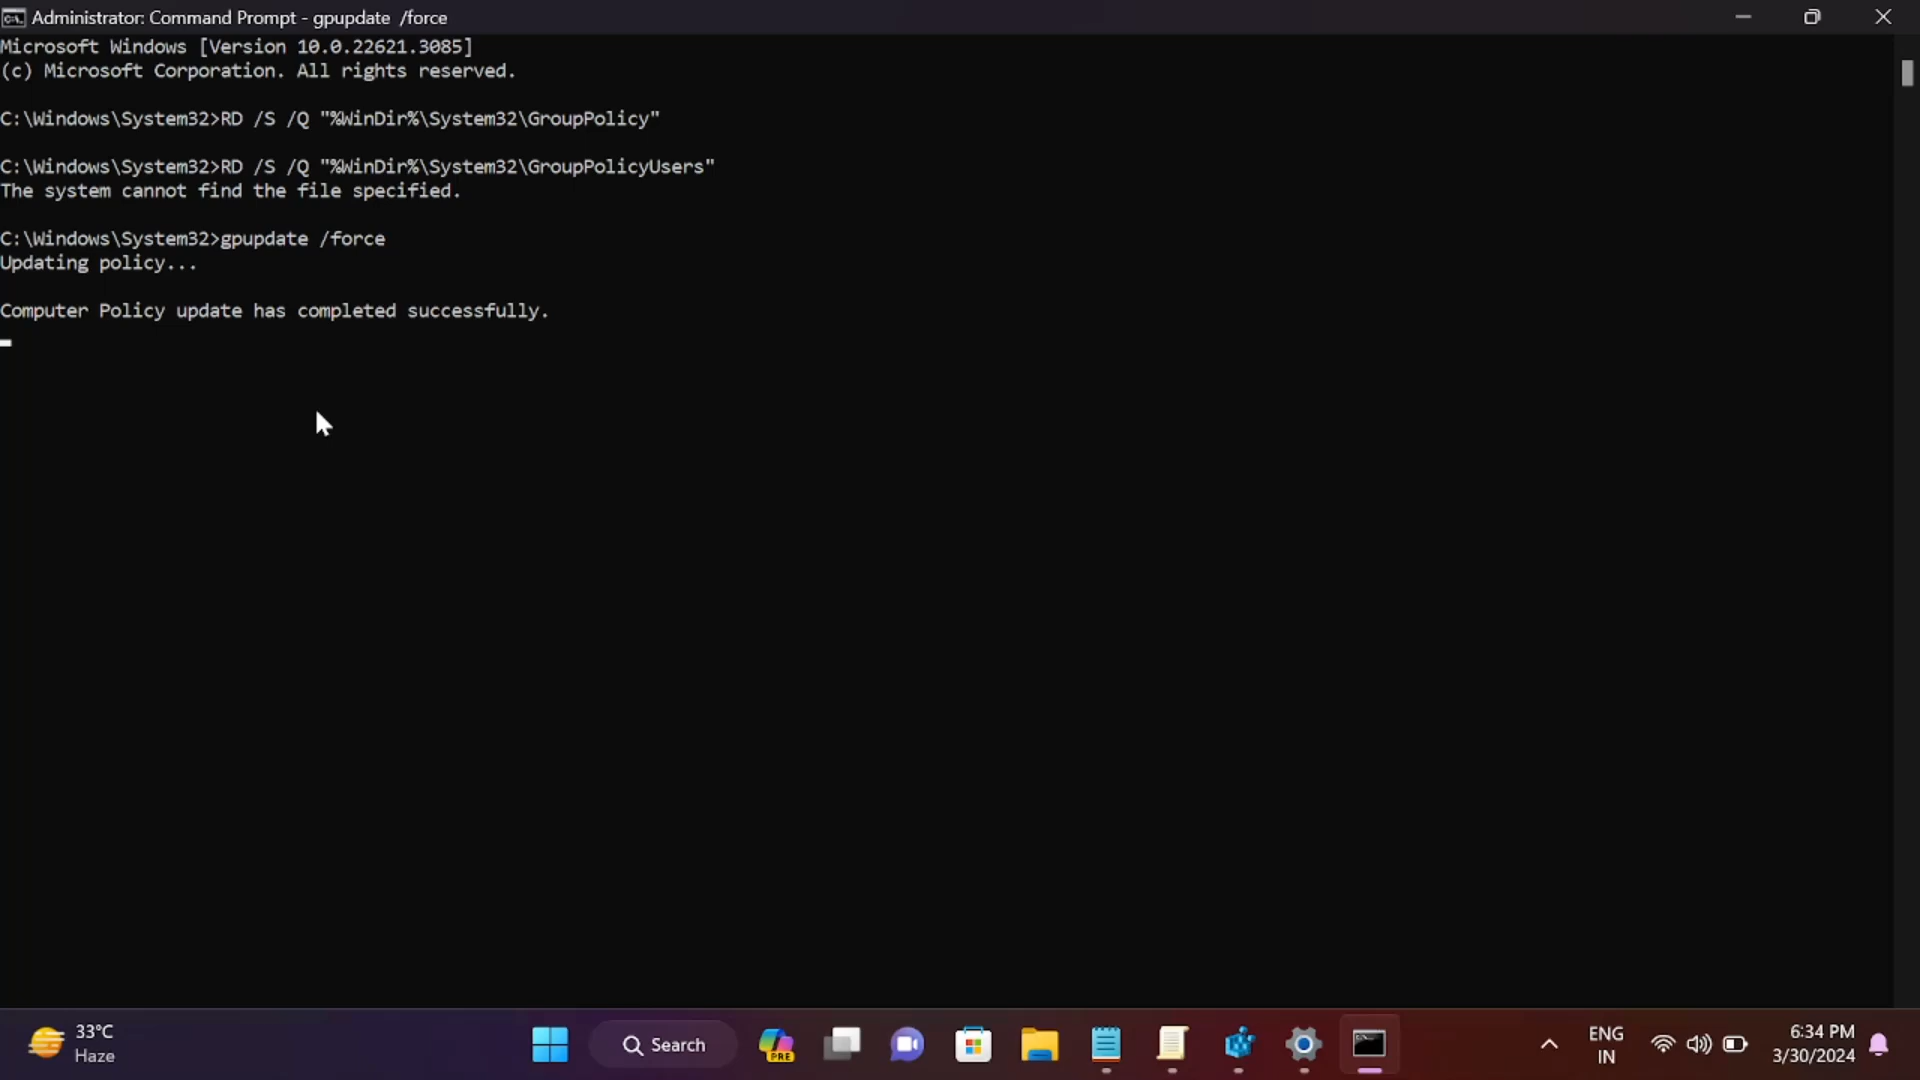 Administrator: Command Prompt - gpupdate /force
Microsoft Windows [Version 10.0.22621.3085]
(c) Microsoft Corporation. All rights reserved.
C:\Windows\System32>RD /S /Q "%WinDir%\System32\GroupPolicy"
C:\Windows\System32>RD /S /Q "%WinDir%\System32\GroupPolicyUsers"
The system cannot find the file specified.
C:\Windows\System32>gpupdate /force
Updating policy...
Computer Policy update has completed successfully.
33°C
Haze
Search
PRE
ENG
IN
6:34 PM
3/30/2024